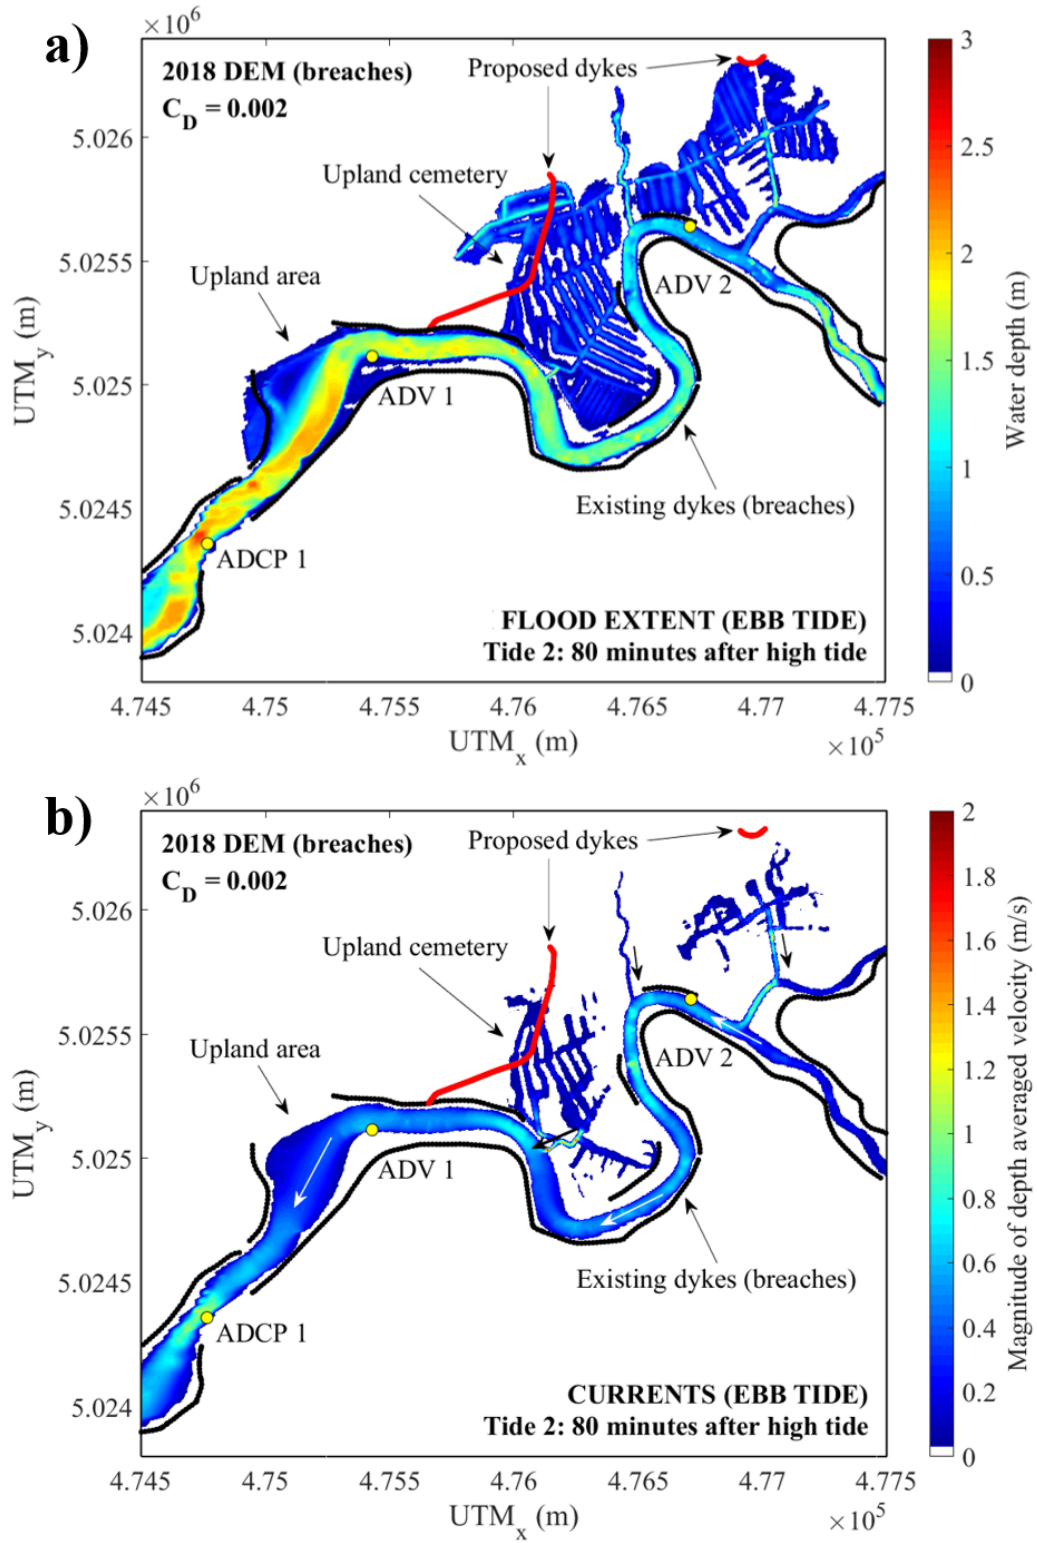 a)
×10⁶
2018 DEM (breaches)
C_D = 0.002
Proposed dykes
Upland cemetery
Upland area
ADV 2
ADV 1
Existing dykes (breaches)
ADCP 1
FLOOD EXTENT (EBB TIDE)
Tide 2: 80 minutes after high tide
5.026
5.0255
5.025
5.0245
5.024
UTM_y (m)
4.745 4.75 4.755 4.76 4.765 4.77 4.775
UTM_x (m)
×10⁵
3
2.5
2
1.5
1
0.5
0
Water depth (m)
b)
×10⁶
2018 DEM (breaches)
C_D = 0.002
Proposed dykes
Upland cemetery
Upland area
ADV 2
ADV 1
Existing dykes (breaches)
ADCP 1
CURRENTS (EBB TIDE)
Tide 2: 80 minutes after high tide
5.026
5.0255
5.025
5.0245
5.024
UTM_y (m)
4.745 4.75 4.755 4.76 4.765 4.77 4.775
UTM_x (m)
×10⁵
2
1.8
1.6
1.4
1.2
1
0.8
0.6
0.4
0.2
0
Magnitude of depth averaged velocity (m/s)